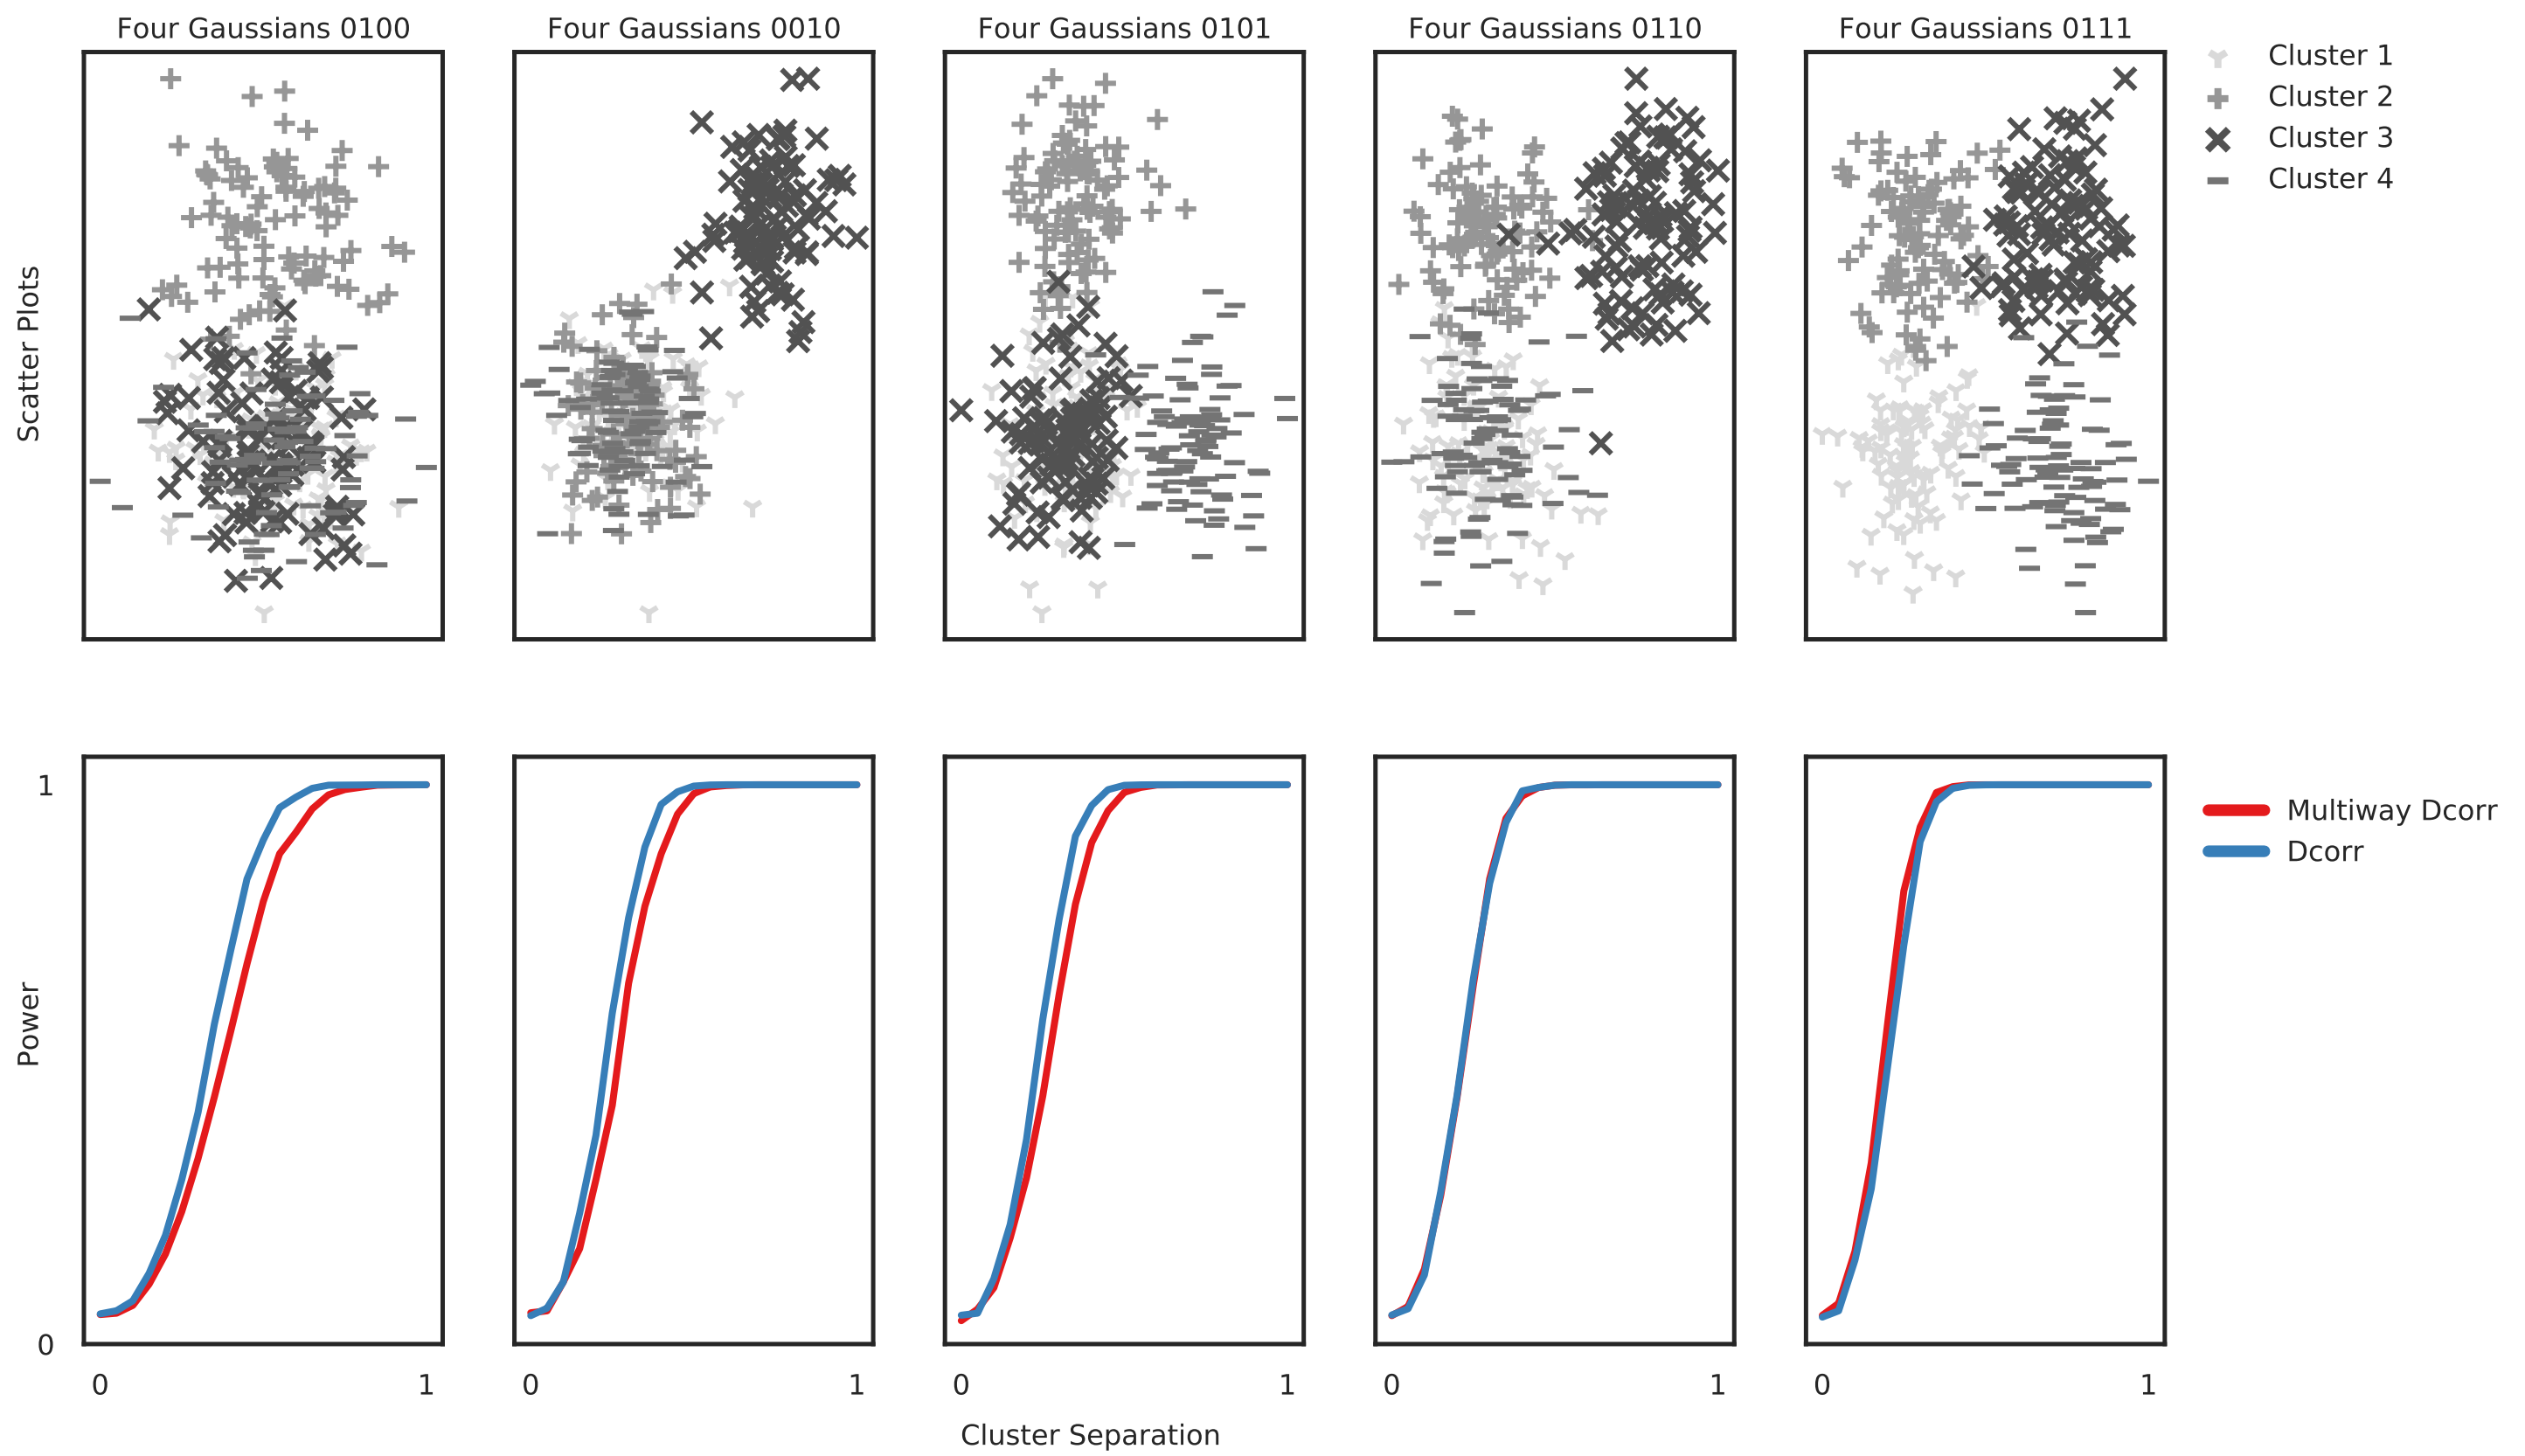 Four Gaussians 0100
Four Gaussians 0010
Four Gaussians 0101
Four Gaussians 0110
Four Gaussians 0111
Cluster 1
Cluster 2
Cluster 3
Cluster 4
Scatter Plots
Multiway Dcorr
Dcorr
Power
1
0
0 1
0 1
0 1
0 1
0 1
Cluster Separation